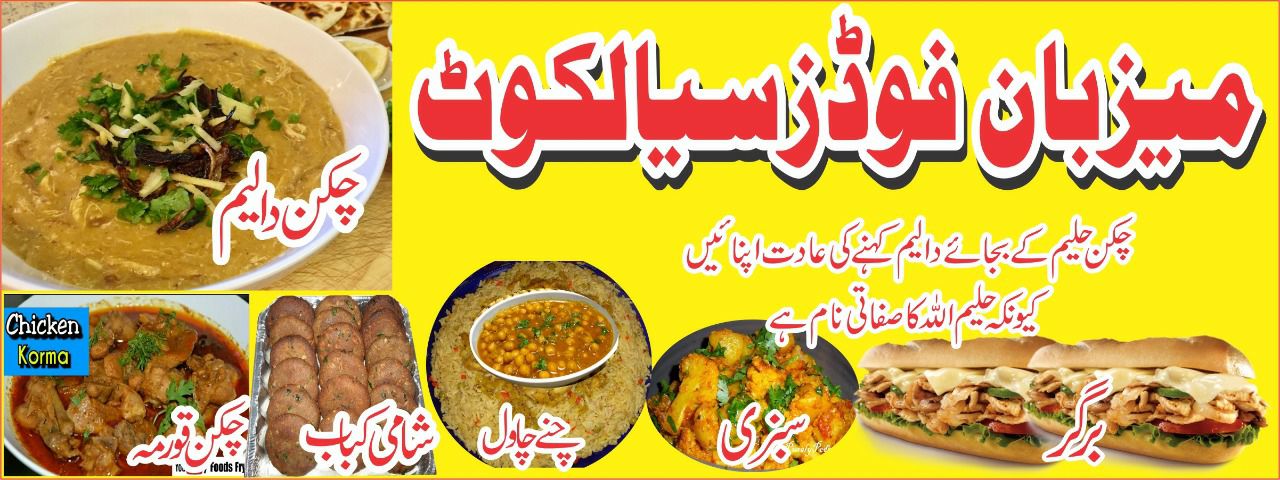 میزبان فوڈز سیالکوٹ
چکن دالیم
چکن حلیم کے بجائے دالیم کہنے کی عادت اپنائیں
کیونکہ حلیم اللہ کا صفاتی نام ہے
Chicken
Korma
چکن قورمہ
شامی کباب
چنے چاول
سبزی
برگر
Foods